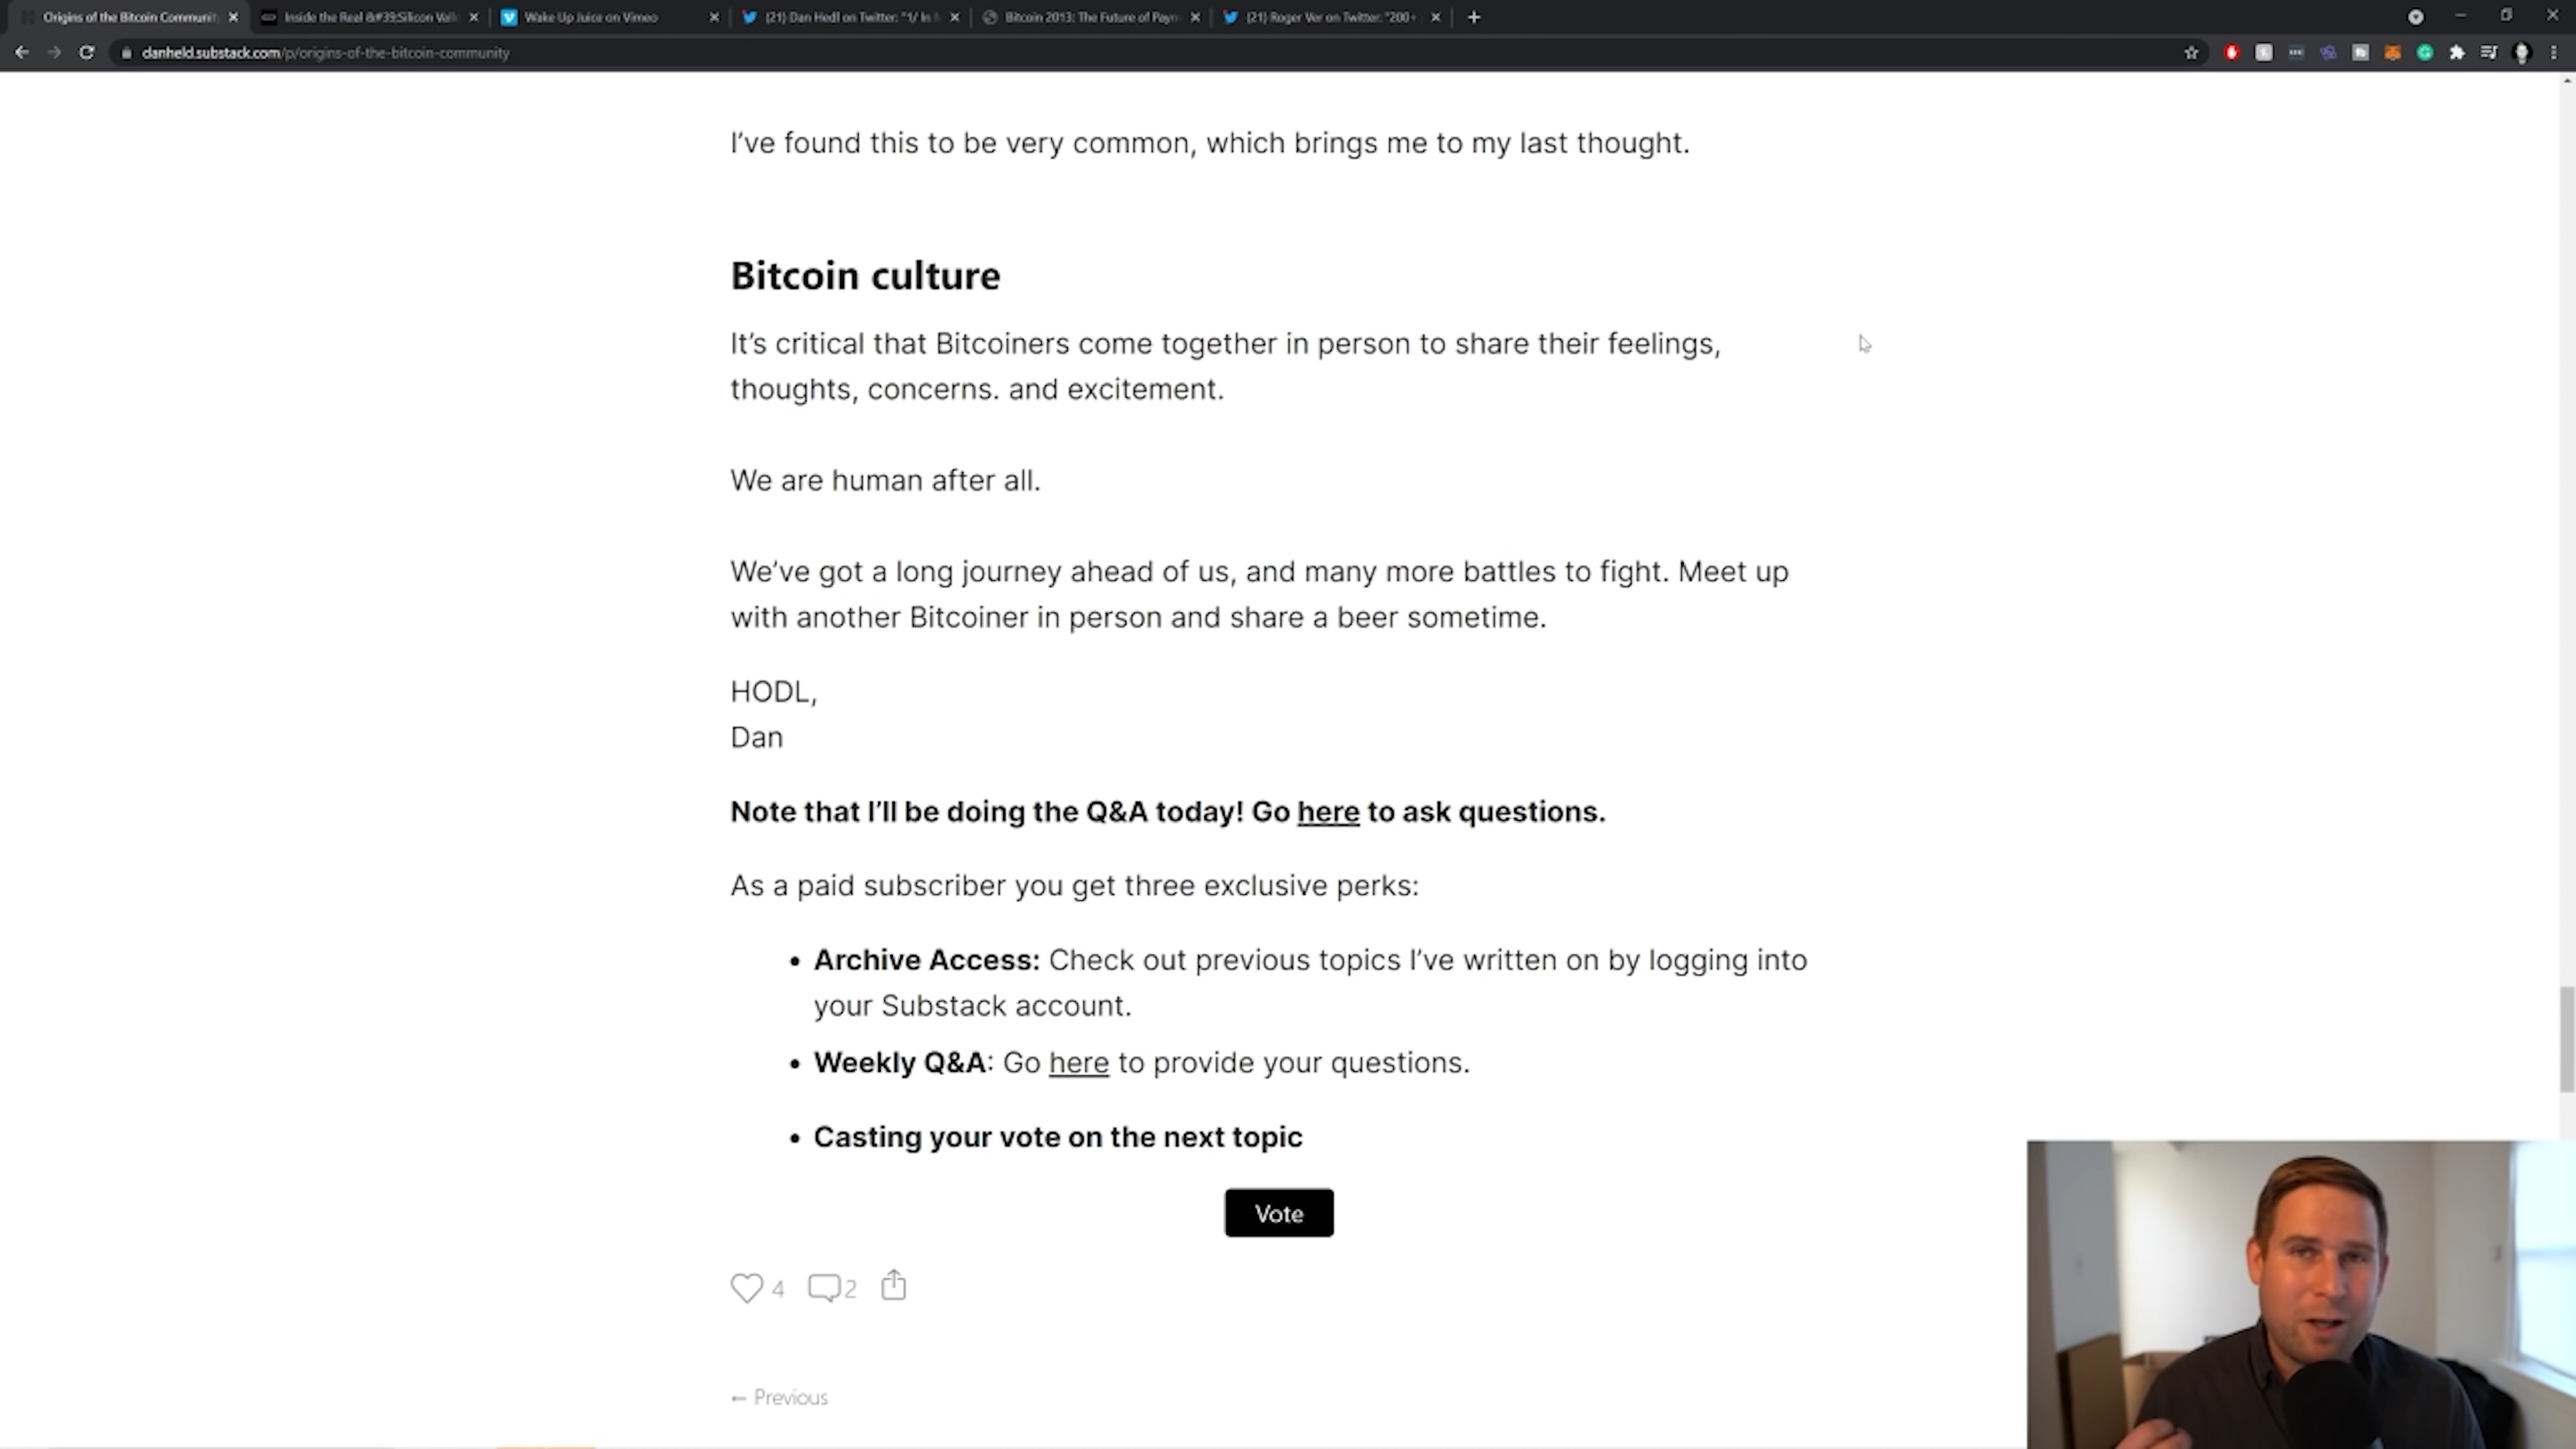 Origins of the Bitcoin Communit
Inside the Real &#39;Silicon Vall
Wake Up Juice on Vimeo
(21) Dan Hedl on Twitter: "1/ In
Bitcoin 2013: The Future of Paym
(21) Roger Ver on Twitter: "200+
danheld.substack.com/p/origins-of-the-bitcoin-community
I've found this to be very common, which brings me to my last thought.
Bitcoin culture
It's critical that Bitcoiners come together in person to share their feelings,
thoughts, concerns. and excitement.
We are human after all.
We've got a long journey ahead of us, and many more battles to fight. Meet up
with another Bitcoiner in person and share a beer sometime.
HODL,
Dan
Note that I'll be doing the Q&A today! Go here to ask questions.
As a paid subscriber you get three exclusive perks:
• Archive Access: Check out previous topics I've written on by logging into
your Substack account.
• Weekly Q&A: Go here to provide your questions.
• Casting your vote on the next topic
Vote
4 2
← Previous